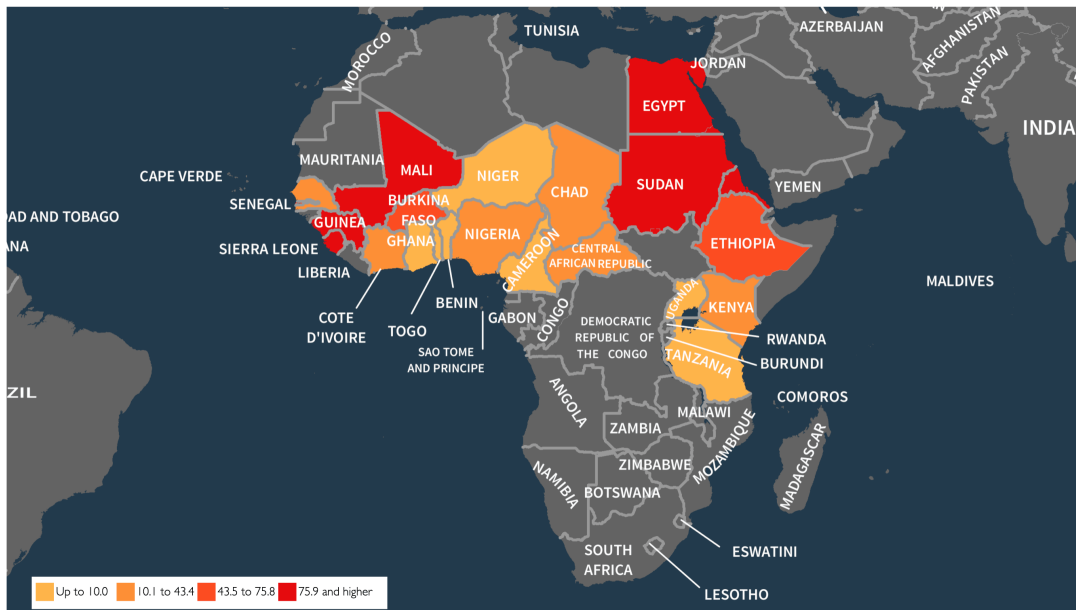 TUNISIA
AZERBAIJAN
AFGHANISTAN
MOROCCO
JORDAN
PAKISTAN
EGYPT
INDIA
MAURITANIA
MALI
NIGER
CHAD
SUDAN
YEMEN
CAPE VERDE
SENEGAL
BURKINA
FASO
DAD AND TOBAGO
GUINEA
GHANA
NIGERIA
ETHIOPIA
ANA
SIERRA LEONE
CAMEROON
CENTRAL
AFRICAN REPUBLIC
LIBERIA
MALDIVES
BENIN
UGANDA
KENYA
COTE
D'IVOIRE
TOGO
GABON
CONGO
DEMOCRATIC
REPUBLIC OF
THE CONGO
RWANDA
SAO TOME
AND PRINCIPE
TANZANIA
BURUNDI
ZIL
ANGOLA
MALAWI
COMOROS
ZAMBIA
MOZAMBIQUE
MADAGASCAR
ZIMBABWE
NAMIBIA
BOTSWANA
SOUTH
AFRICA
ESWATINI
LESOTHO
Up to 10.0
10.1 to 43.4
43.5 to 75.8
75.9 and higher